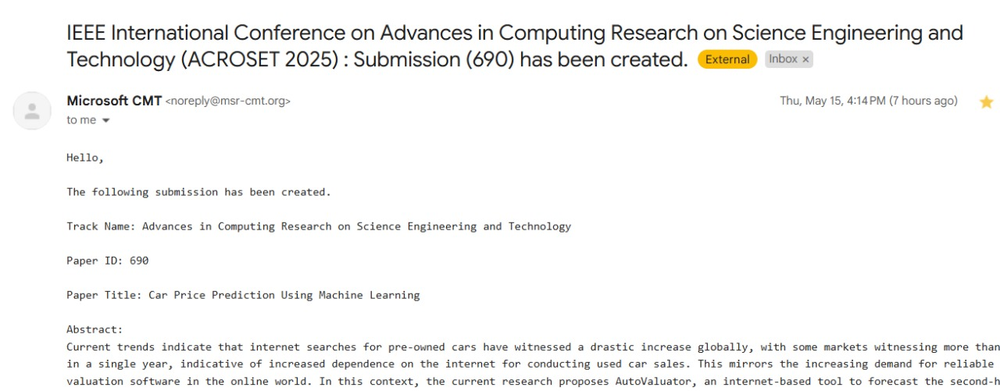 IEEE International Conference on Advances in Computing Research on Science Engineering and
Technology (ACROSET 2025) : Submission (690) has been created. External Inbox ×
Microsoft CMT <noreply@msr-cmt.org> Thu, May 15, 4:14 PM (7 hours ago)
to me
Hello,
The following submission has been created.
Track Name: Advances in Computing Research on Science Engineering and Technology
Paper ID: 690
Paper Title: Car Price Prediction Using Machine Learning
Abstract:
Current trends indicate that internet searches for pre-owned cars have witnessed a drastic increase globally, with some markets witnessing more than
in a single year, indicative of increased dependence on the internet for conducting used car sales. This mirrors the increasing demand for reliable
valuation software in the online world. In this context, the current research proposes AutoValuator, an internet-based tool to forecast the second-h